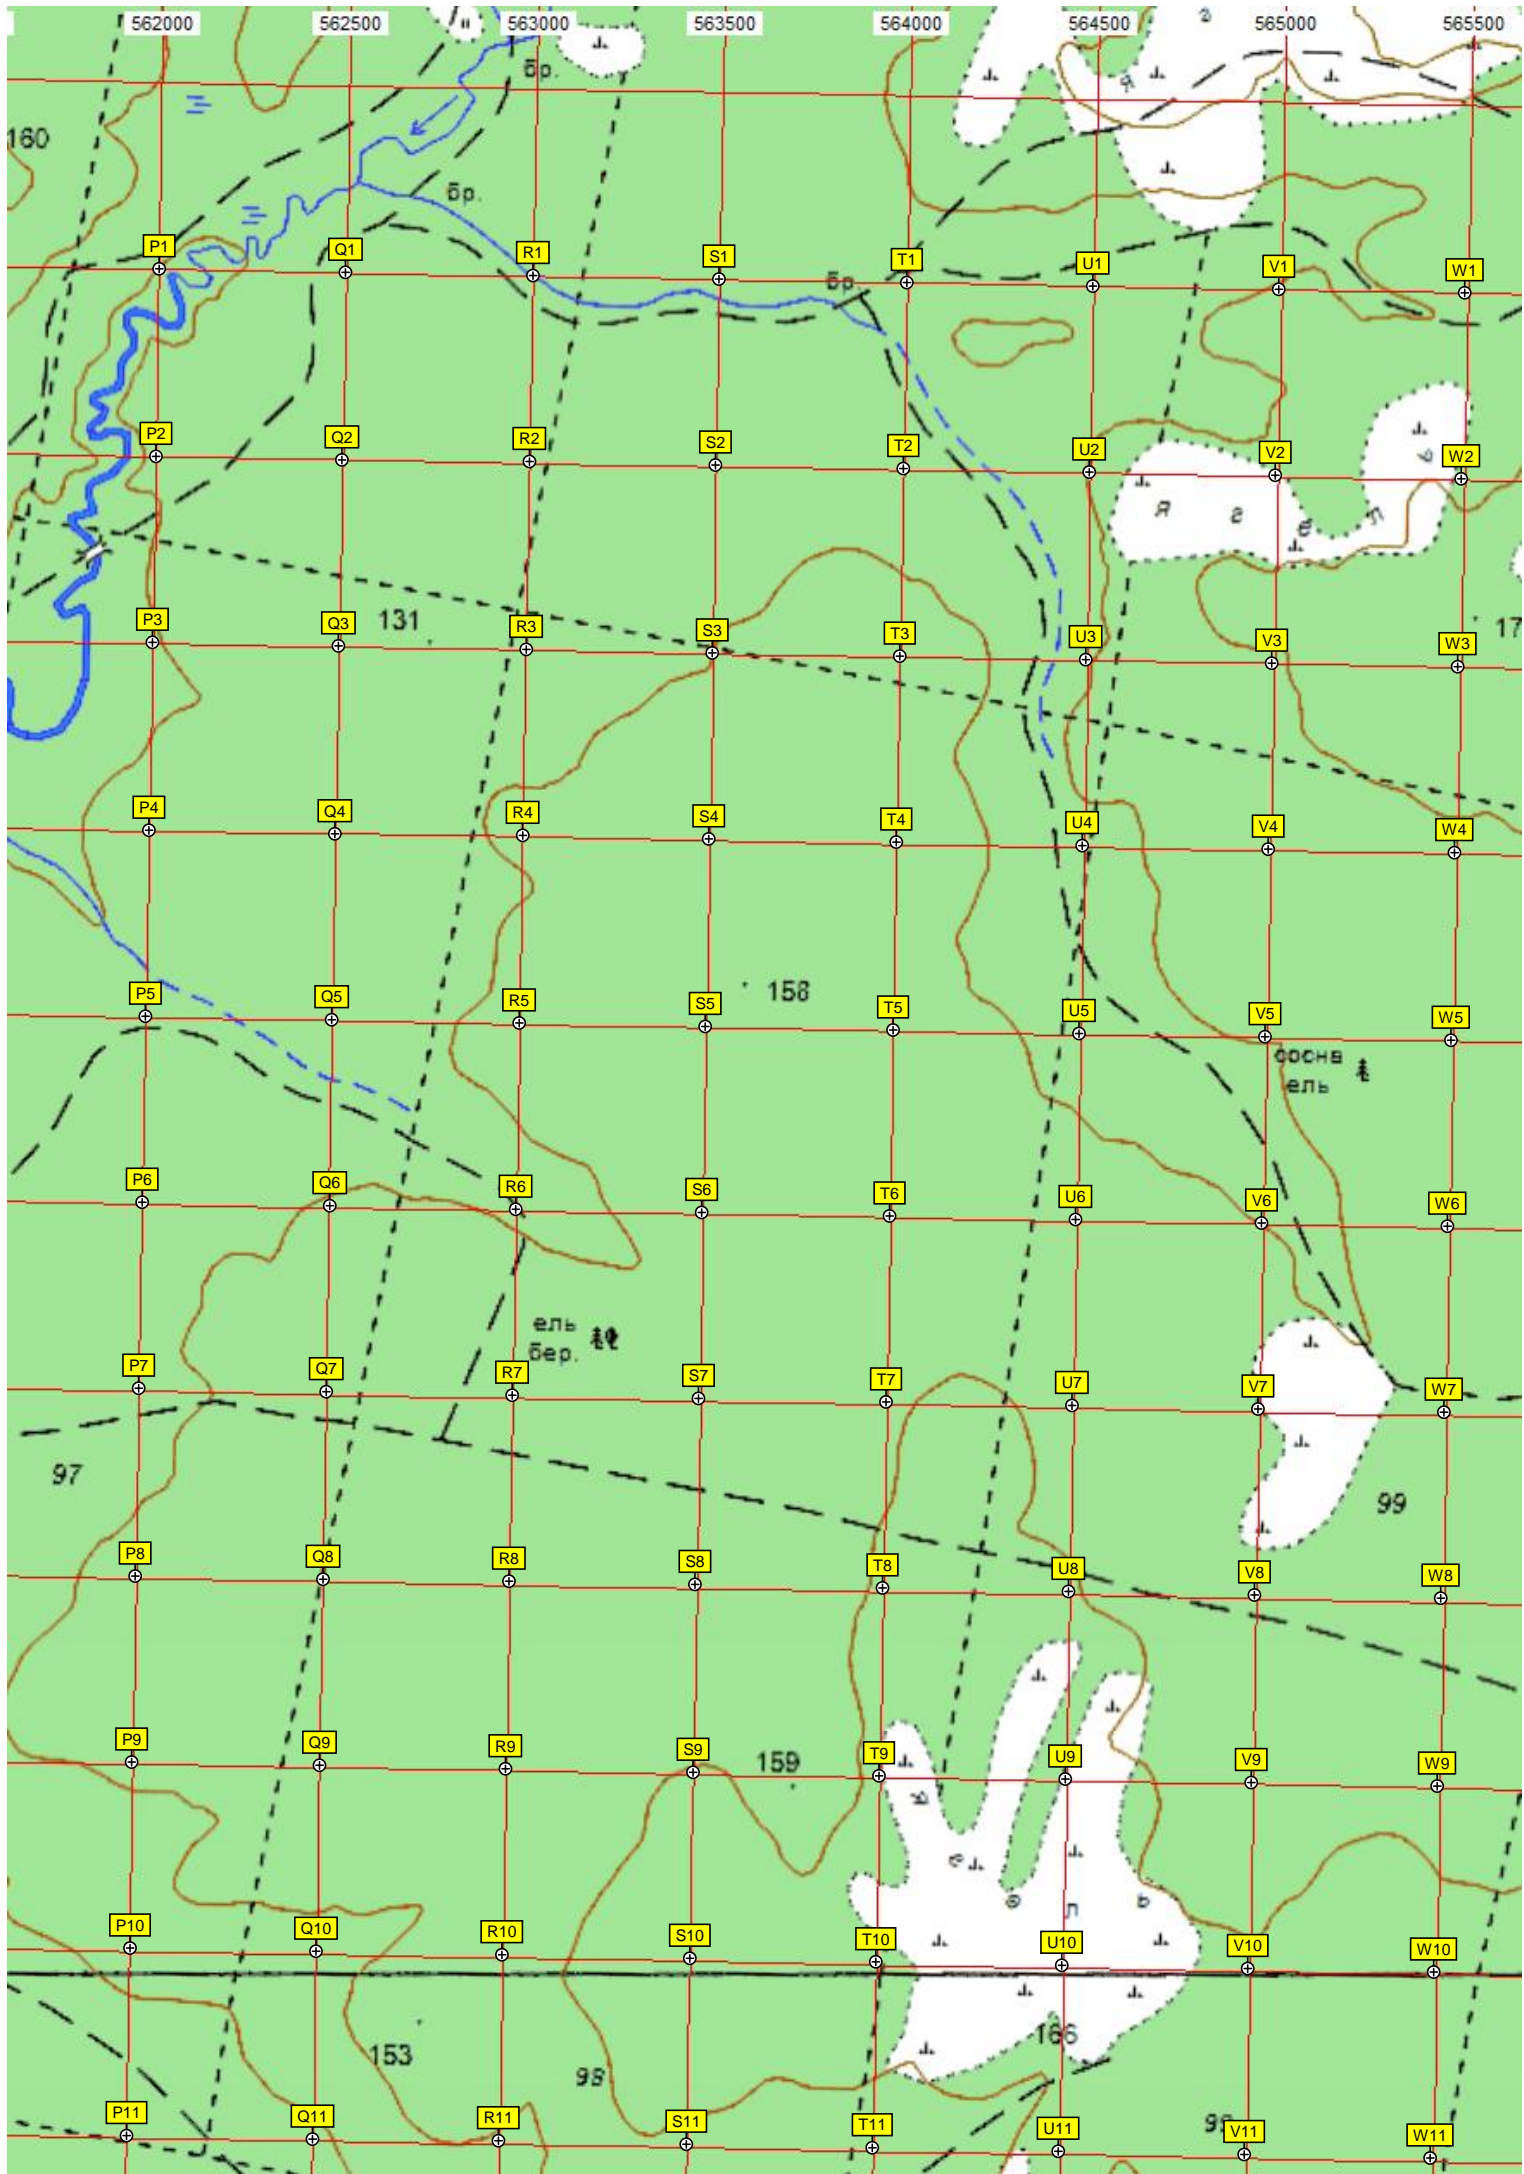 562000 562500 563000 563500 564000 564500 565000 565500
бр.
160
бр.
P1 Q1 R1 S1 T1 U1 V1 W1
бр.
P2 Q2 R2 S2 T2 U2 V2 W2
Я г е л ь
131
17
P3 Q3 R3 S3 T3 U3 V3 W3
P4 Q4 R4 S4 T4 U4 V4 W4
158
P5 Q5 R5 S5 T5 U5 V5 W5
сосна
ель
P6 Q6 R6 S6 T6 U6 V6 W6
ель
бер.
P7 Q7 R7 S7 T7 U7 V7 W7
97
99
P8 Q8 R8 S8 T8 U8 V8 W8
P9 Q9 R9 S9 T9 U9 V9 W9
159
P10 Q10 R10 S10 T10 U10 V10 W10
166
153
98
P11 Q11 R11 S11 T11 U11 V11 W11